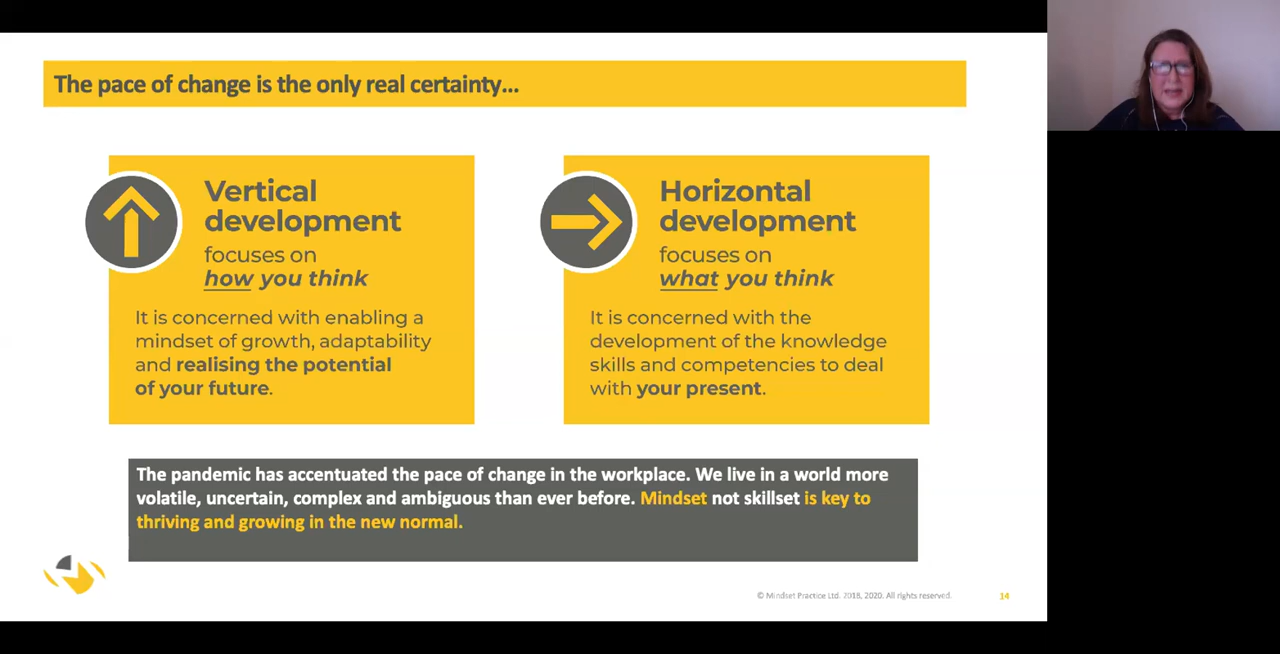 The pace of change is the only real certainty...
Vertical
development
focuses on
how you think
It is concerned with enabling a
mindset of growth, adaptability
and realising the potential
of your future.
Horizontal
development
focuses on
what you think
It is concerned with the
development of the knowledge
skills and competencies to deal
with your present.
The pandemic has accentuated the pace of change in the workplace. We live in a world more
volatile, uncertain, complex and ambiguous than ever before. Mindset not skillset is key to
thriving and growing in the new normal.
© Mindset Practice Ltd. 2018, 2020. All rights reserved.
14